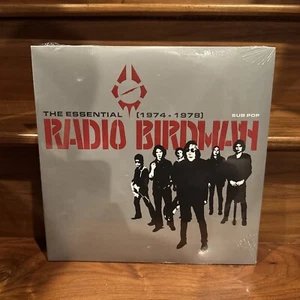 THE ESSENTIAL (1974-1978) SUB POP
RADIO BIRDMAN